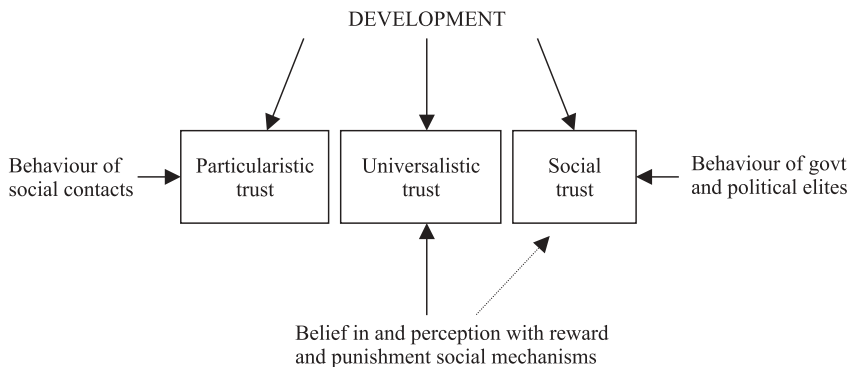 DEVELOPMENT
Behaviour of
social contacts
Particularistic
trust
Universalistic
trust
Social
trust
Behaviour of govt
and political elites
Belief in and perception with reward
and punishment social mechanisms